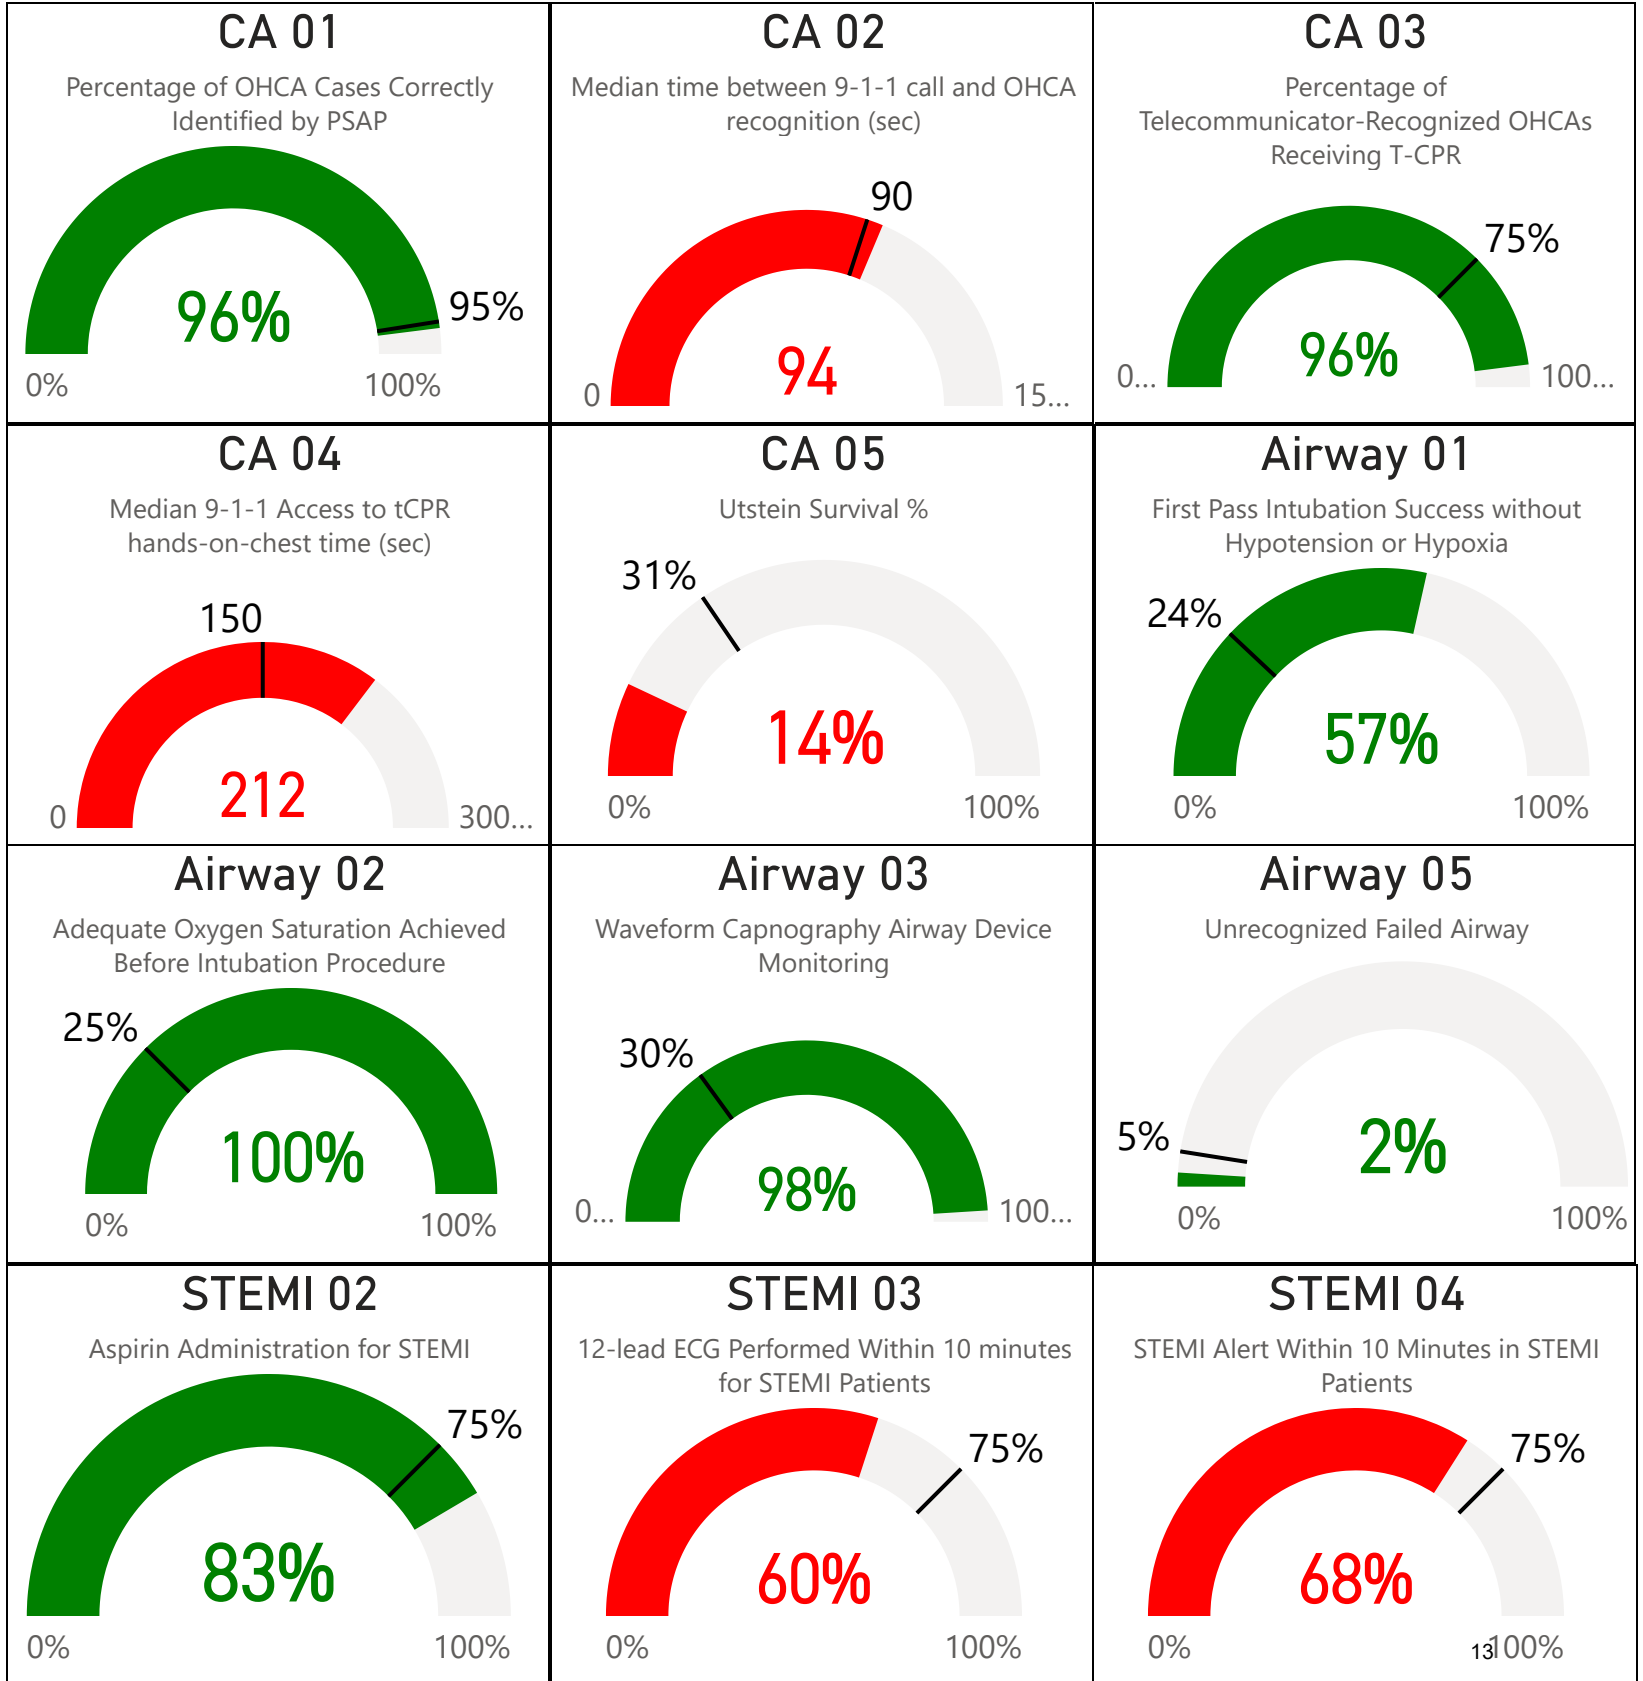 CA 01
Percentage of OHCA Cases Correctly
Identified by PSAP
95%
96%
0%
100%
CA 02
Median time between 9-1-1 call and OHCA
recognition (sec)
90
94
0
15...
CA 03
Percentage of
Telecommunicator-Recognized OHCAs
Receiving T-CPR
75%
96%
0...
100...
CA 04
Median 9-1-1 Access to tCPR
hands-on-chest time (sec)
150
212
0
300...
CA 05
Utstein Survival %
31%
14%
0%
100%
Airway 01
First Pass Intubation Success without
Hypotension or Hypoxia
24%
57%
0%
100%
Airway 02
Adequate Oxygen Saturation Achieved
Before Intubation Procedure
25%
100%
0%
100%
Airway 03
Waveform Capnography Airway Device
Monitoring
30%
98%
0...
100...
Airway 05
Unrecognized Failed Airway
5%
2%
0%
100%
STEMI 02
Aspirin Administration for STEMI
75%
83%
0%
100%
STEMI 03
12-lead ECG Performed Within 10 minutes
for STEMI Patients
75%
60%
0%
100%
STEMI 04
STEMI Alert Within 10 Minutes in STEMI
Patients
75%
68%
0%
100%
13